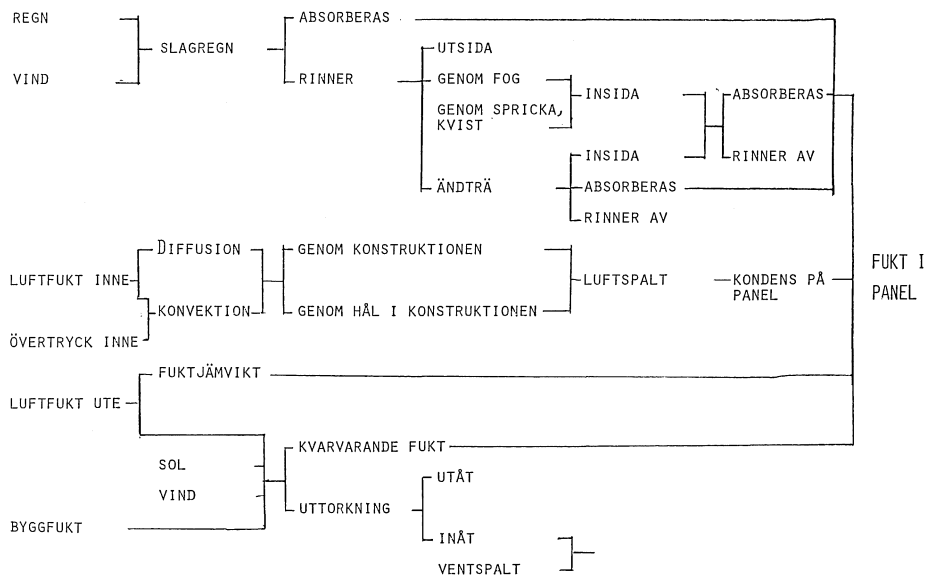 REGN
VIND
SLAGREGN
ABSORBERAS
RINNER
UTSIDA
GENOM FOG
GENOM SPRICKA,
KVIST
ÄNDTRÄ
INSIDA
INSIDA
ABSORBERAS
RINNER AV
ABSORBERAS
RINNER AV
LUFTFUKT INNE
ÖVERTRYCK INNE
DIFFUSION
KONVEKTION
GENOM KONSTRUKTIONEN
GENOM HÅL I KONSTRUKTIONEN
LUFTSPALT
KONDENS PÅ
PANEL
FUKT I
PANEL
LUFTFUKT UTE
FUKTJÄMVIKT
SOL
VIND
BYGGFUKT
KVARVARANDE FUKT
UTTORKNING
UTÅT
INÅT
VENTSPALT